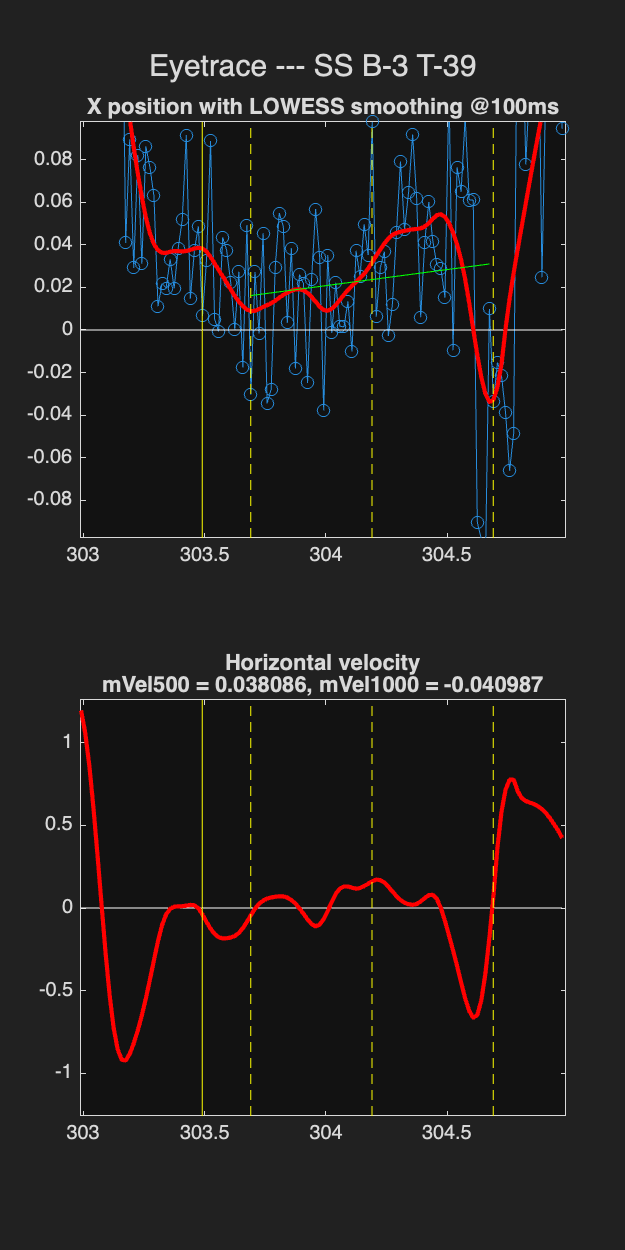 Eyetrace --- SS B-3 T-39
X position with LOWESS smoothing @100ms
0.08
0.06
0.04
0.02
0
-0.02
-0.04
-0.06
-0.08
303 303.5 304 304.5
Horizontal velocity
mVel500 = 0.038086, mVel1000 = -0.040987
1
0.5
0
-0.5
-1
303 303.5 304 304.5